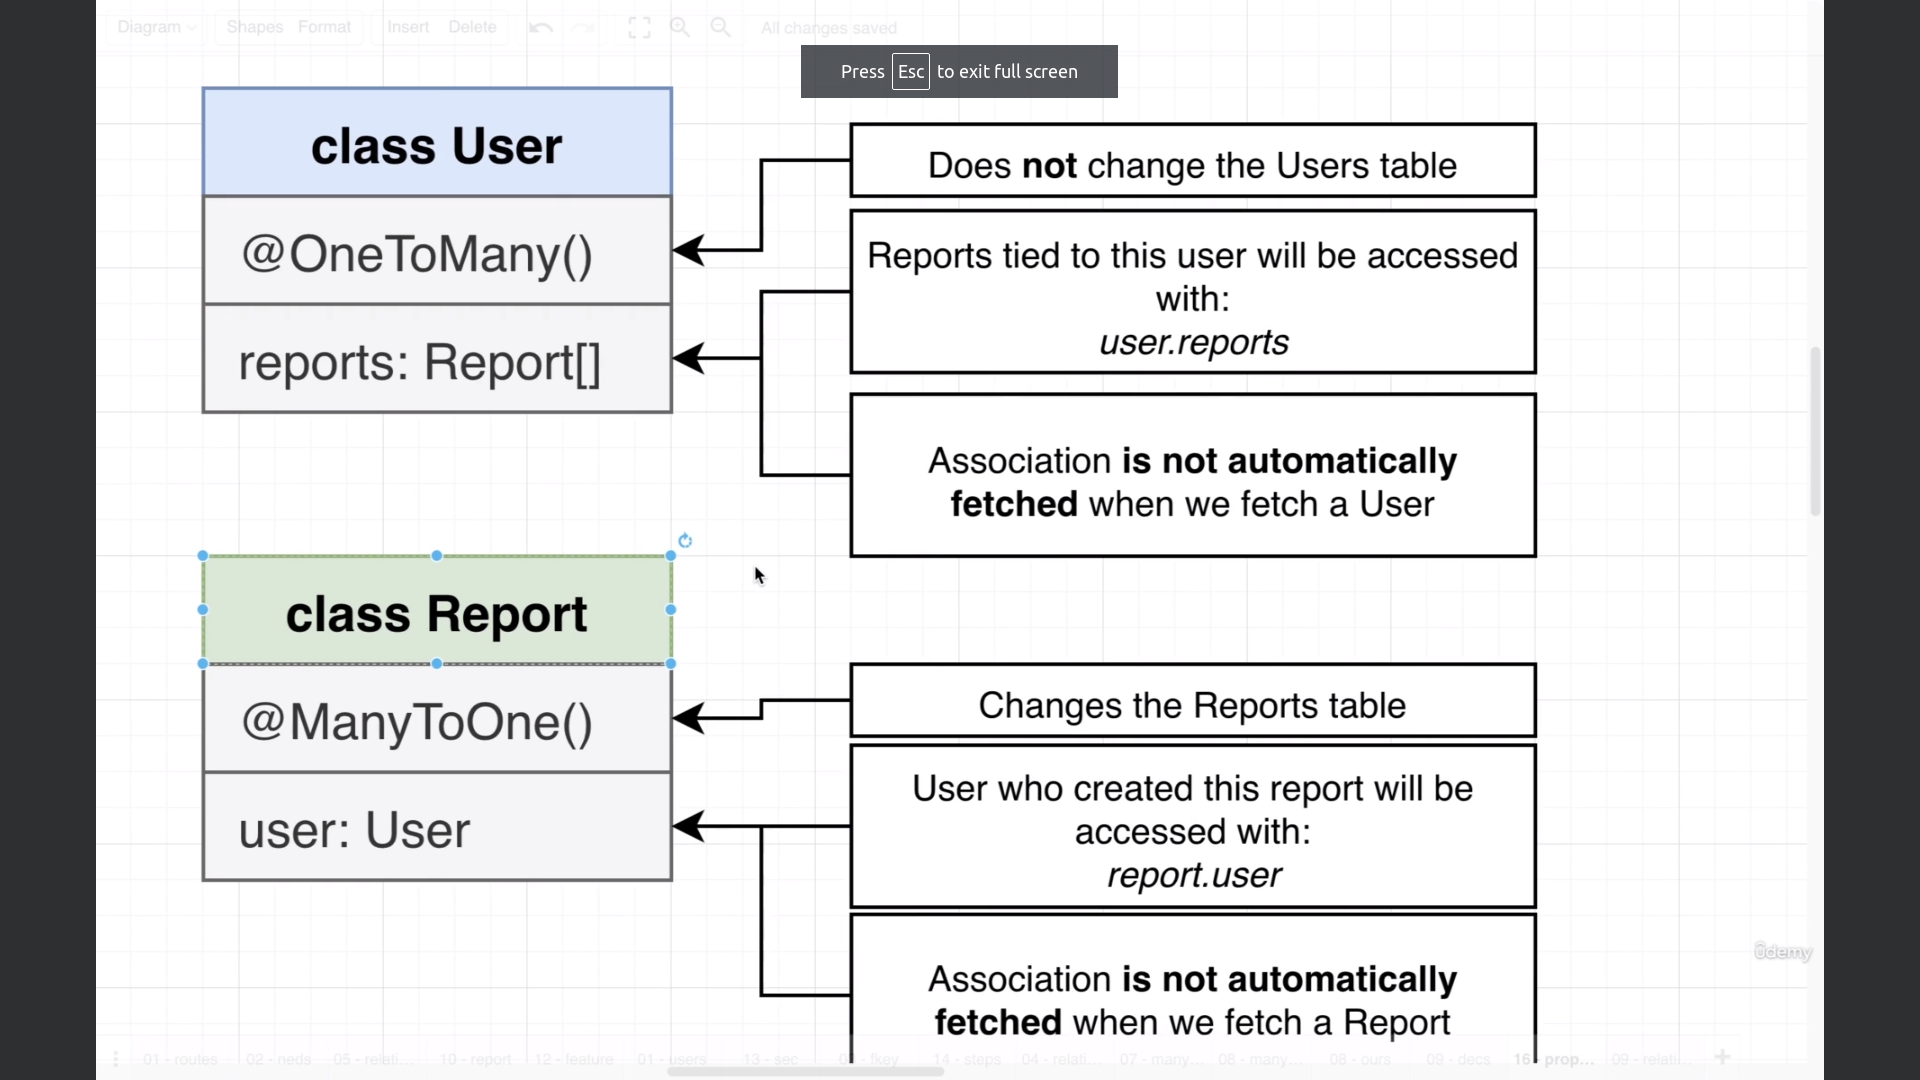 Diagram
Shapes Format
Insert Delete
All changes saved
Press Esc to exit full screen
class User
@OneToMany()
reports: Report[]
Does not change the Users table
Reports tied to this user will be accessed
with:
user.reports
Association is not automatically
fetched when we fetch a User
class Report
@ManyToOne()
user: User
Changes the Reports table
User who created this report will be
accessed with:
report.user
Association is not automatically
fetched when we fetch a Report
udemy
01 - routes 02 - neds 05 - relati... 10 - report 12 - feature 01 - users 13 - sec fkey 14 - steps 04 - relati... 07 - many... 08 - many... 08 - ours 09 - decs 16 - prop... 09 - relati...